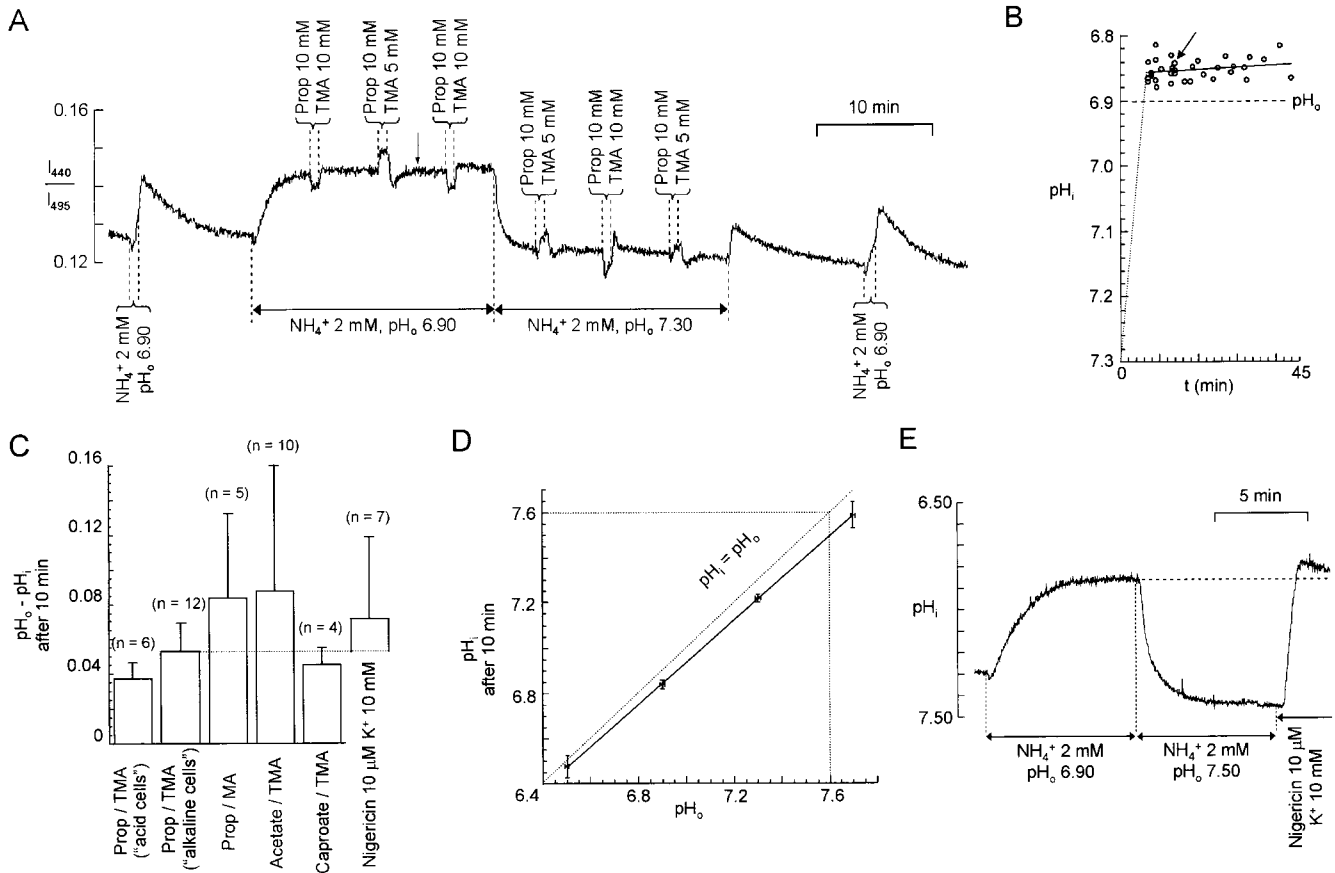 A
Prop 10 mM
TMA 10 mM
Prop 10 mM
TMA 5 mM
Prop 10 mM
TMA 10 mM
0.16
I440
I495
0.12
10 min
Prop 10 mM
TMA 5 mM
Prop 10 mM
TMA 10 mM
Prop 10 mM
TMA 5 mM
NH4+ 2 mM
pHo 6.90
NH4+ 2 mM, pHo 6.90
NH4+ 2 mM, pHo 7.30
NH4+ 2 mM
pHo 6.90
B
6.8
6.9
7.0
7.1
7.2
7.3
pHi
pHo
0
45
t (min)
C
0.16
0.12
0.08
0.04
0
pHo - pHi
after 10 min
(n = 6)
(n = 12)
(n = 5)
(n = 10)
(n = 4)
(n = 7)
Prop / TMA
("acid cells")
Prop / TMA
("alkaline cells")
Prop / MA
Acetate / TMA
Caproate / TMA
Nigericin 10 µM K+ 10 mM
D
7.6
7.2
6.8
pHi
after 10 min
pHi = pHo
6.4
6.8
7.2
7.6
pHo
E
6.50
7.50
pHi
5 min
NH4+ 2 mM
pHo 6.90
NH4+ 2 mM
pHo 7.50
Nigericin 10 µM
K+ 10 mM